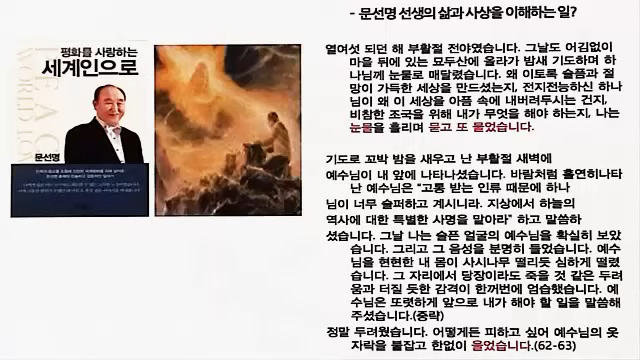 - 문선명 선생의 삶과 사상을 이해하는 일?
평화를 사랑하는
세계인으로
문선명
열여섯 되던 해 부활절 전야였습니다. 그날도 어김없이
마을 뒤에 있는 묘두산에 올라가 밤새 기도하며 하
나님께 눈물로 매달렸습니다. 왜 이토록 슬픔과 절
망이 가득한 세상을 만드셨는지, 전지전능하신 하나
님이 왜 이 세상을 아픔 속에 내버려두시는 건지,
비참한 조국을 위해 내가 무엇을 해야 하는지, 나는
눈물을 흘리며 묻고 또 물었습니다.
기도로 꼬박 밤을 새우고 난 부활절 새벽에
예수님이 내 앞에 나타나셨습니다. 바람처럼 홀연히나타
난 예수님은 "고통 받는 인류 때문에 하나
님이 너무 슬퍼하고 계시니라. 지상에서 하늘의
역사에 대한 특별한 사명을 맡아라" 하고 말씀하
셨습니다. 그날 나는 슬픈 얼굴의 예수님을 확실히 보았
습니다. 그리고 그 음성을 분명히 들었습니다. 예수
님을 현현한 내 몸이 사시나무 떨리듯 심하게 떨렸
습니다. 그 자리에서 당장이라도 죽을 것 같은 두려
움과 터질 듯한 감격이 한꺼번에 엄습했습니다. 예
수님은 또렷하게 앞으로 내가 해야 할 일을 말씀해
주셨습니다.(중략)
정말 두려웠습니다. 어떻게든 피하고 싶어 예수님의 옷
자락을 붙잡고 한없이 울었습니다.(62-63)